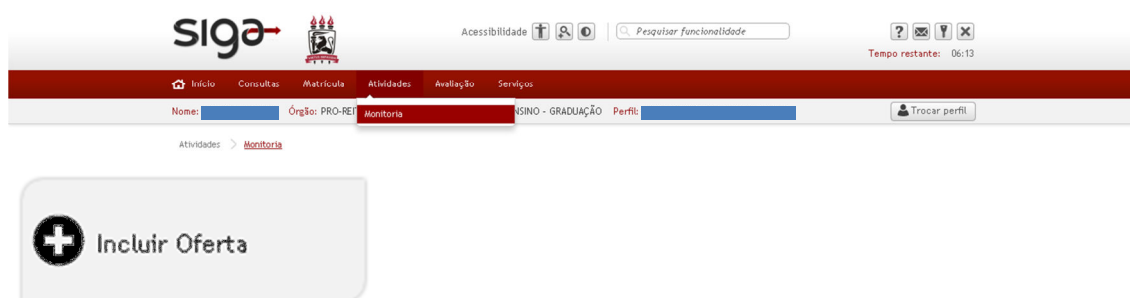 siga
Acessibilidade
Pesquisar funcionalidade
?
Tempo restante: 06:13
Início Consultas Matrícula Atividades Avaliação Serviços
Nome: Órgão: PRO-REI NSINO - GRADUAÇÃO Perfil: Trocar perfil
Monitoria
Atividades > Monitoria
Incluir Oferta